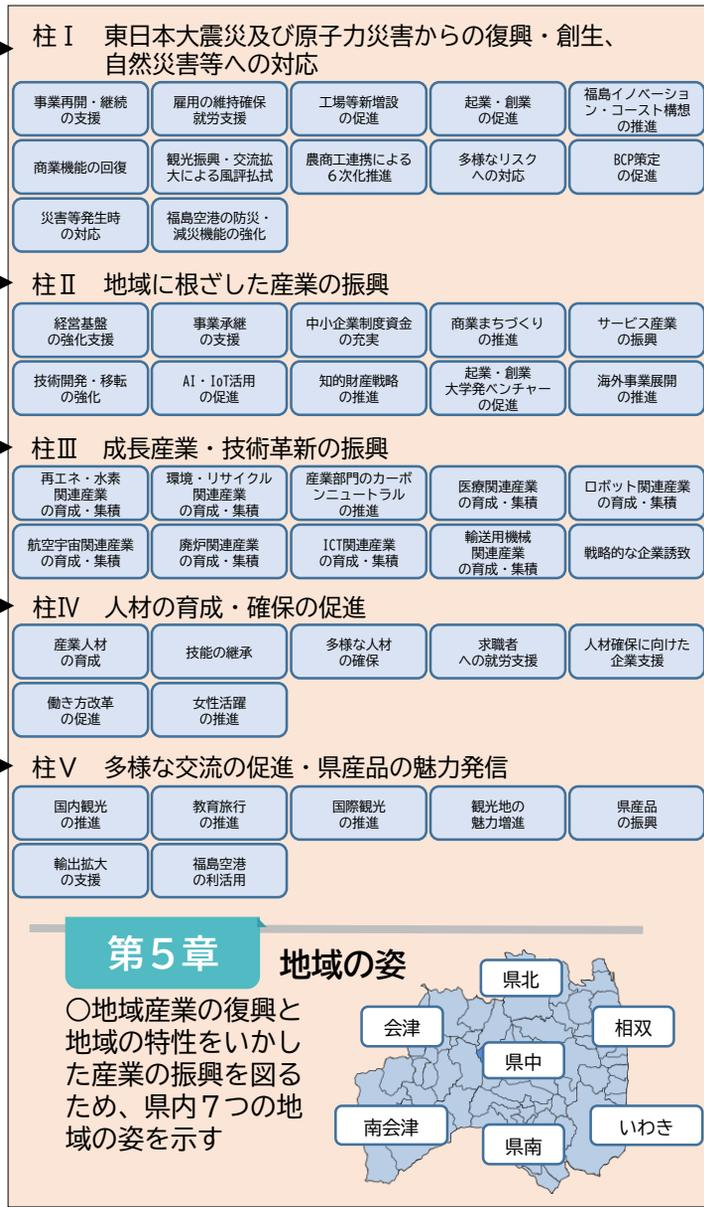 柱Ⅰ 東日本大震災及び原子力災害からの復興・創生、
自然災害等への対応
事業再開・継続
の支援
雇用の維持確保
就労支援
工場等新増設
の促進
起業・創業
の促進
福島イノベーショ
ン・コースト構想
の推進
商業機能の回復
観光振興・交流拡
大による風評払拭
農商工連携による
６次化推進
多様なリスク
への対応
BCP策定
の促進
災害等発生時
の対応
福島空港の防災・
減災機能の強化
柱Ⅱ 地域に根ざした産業の振興
経営基盤
の強化支援
事業承継
の支援
中小企業制度資金
の充実
商業まちづくり
の推進
サービス産業
の振興
技術開発・移転
の強化
AI・IoT活用
の促進
知的財産戦略
の推進
起業・創業
大学発ベンチャー
の促進
海外事業展開
の推進
柱Ⅲ 成長産業・技術革新の振興
再エネ・水素
関連産業
の育成・集積
環境・リサイクル
関連産業
の育成・集積
産業部門のカーボ
ンニュートラル
の推進
医療関連産業
の育成・集積
ロボット関連産業
の育成・集積
航空宇宙関連産業
の育成・集積
廃炉関連産業
の育成・集積
ICT関連産業
の育成・集積
輸送用機械
関連産業
の育成・集積
戦略的な企業誘致
柱Ⅳ 人材の育成・確保の促進
産業人材
の育成
技能の継承
多様な人材
の確保
求職者
への就労支援
人材確保に向けた
企業支援
働き方改革
の促進
女性活躍
の推進
柱Ⅴ 多様な交流の促進・県産品の魅力発信
国内観光
の推進
教育旅行
の推進
国際観光
の推進
観光地の
魅力増進
県産品
の振興
輸出拡大
の支援
福島空港
の利活用
第５章
地域の姿
〇地域産業の復興と
地域の特性をいかし
た産業の振興を図る
ため、県内７つの地
域の姿を示す
県北
会津
相双
県中
南会津
いわき
県南